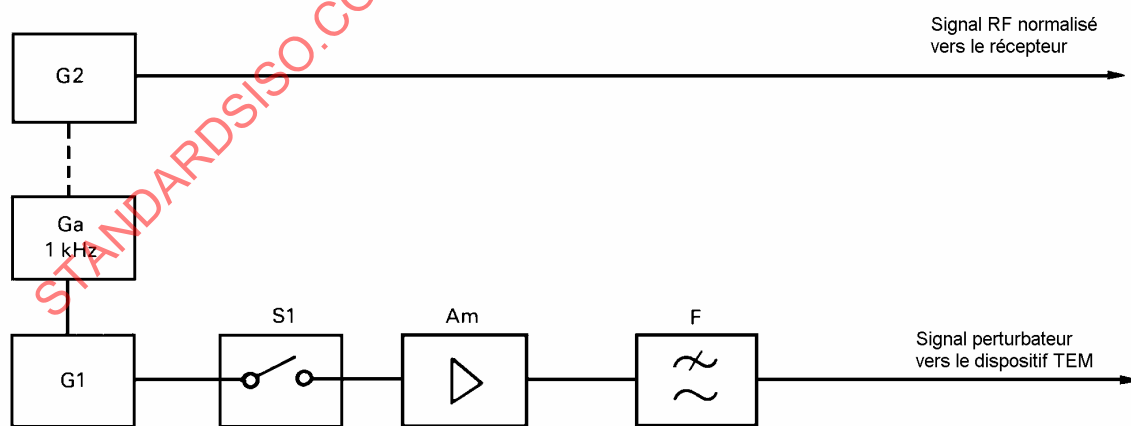 Signal RF normalisé
vers le récepteur
G2
Ga
1 kHz
S1
Am
F
G1
Signal perturbateur
vers le dispositif TEM
STANDARDSISO.CO